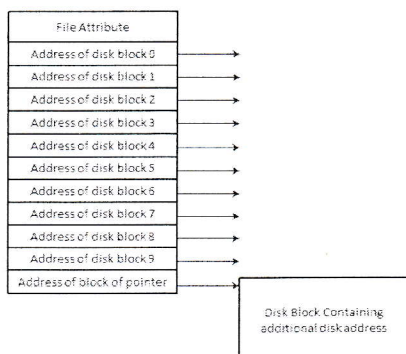 File Attribute
Address of disk block 0
Address of disk block 1
Address of disk block 2
Address of disk block 3
Address of disk block 4
Address of disk block 5
Address of disk block 6
Address of disk block 7
Address of disk block 8
Address of disk block 9
Address of block of pointer
Disk Block Containing
additional disk address